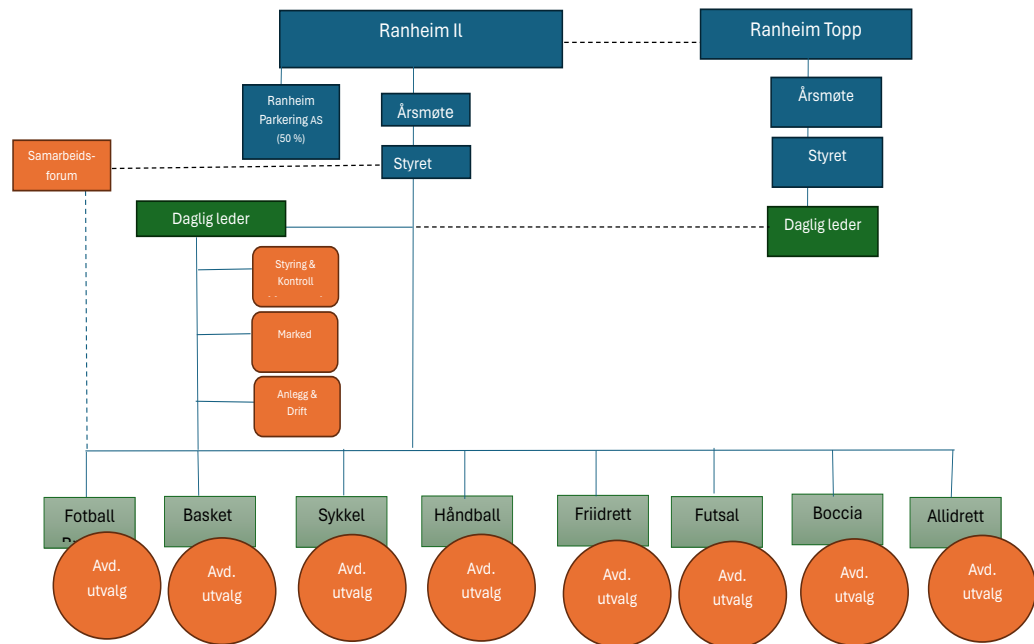 Ranheim Il
Ranheim Topp
Ranheim
Parkering AS
(50 %)
Årsmøte
Styret
Årsmøte
Styret
Samarbeids-
forum
Daglig leder
Daglig leder
Styring &
Kontroll
Marked
Anlegg &
Drift
Fotball
Basket
Sykkel
Håndball
Friidrett
Futsal
Boccia
Allidrett
Avd.
utvalg
Avd.
utvalg
Avd.
utvalg
Avd.
utvalg
Avd.
utvalg
Avd.
utvalg
Avd.
utvalg
Avd.
utvalg